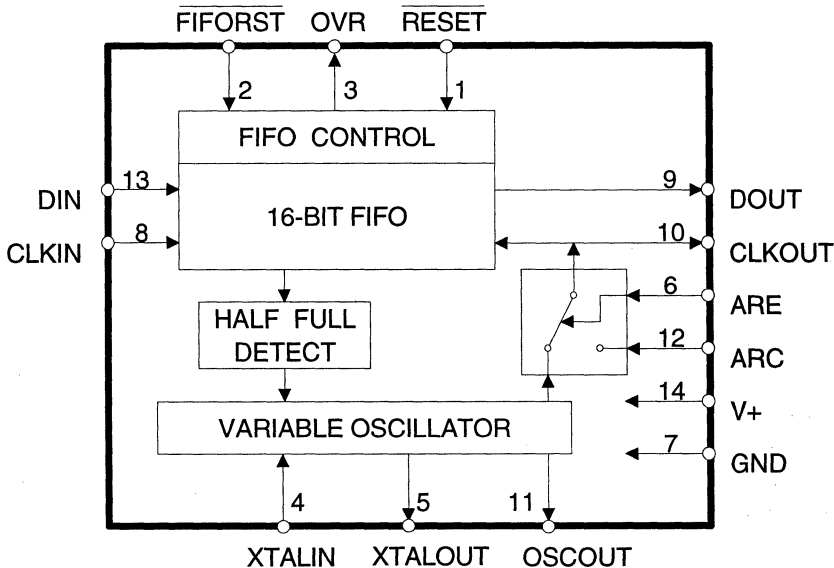 FIFORST OVR RESET
2 3 1
FIFO CONTROL
DIN 13 9 DOUT
16-BIT FIFO
CLKIN 8 10 CLKOUT
6 ARE
HALF FULL
DETECT
12 ARC
14 V+
VARIABLE OSCILLATOR
7 GND
4 5 11
XTALIN XTALOUT OSCOUT